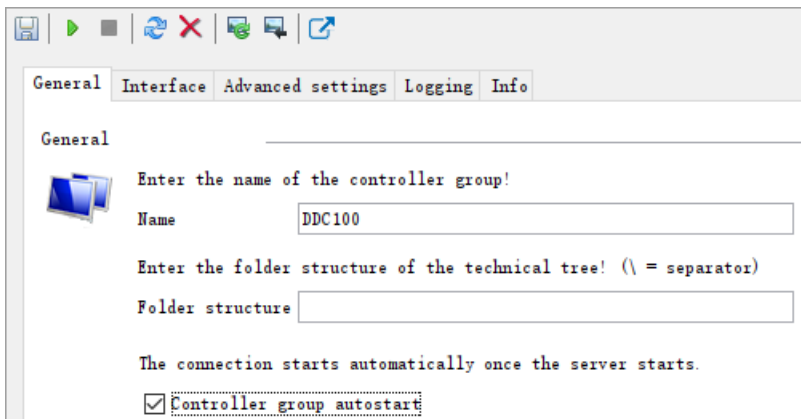 General Interface Advanced settings Logging Info
General
Enter the name of the controller group!
Name DDC100
Enter the folder structure of the technical tree! (\ = separator)
Folder structure
The connection starts automatically once the server starts.
Controller group autostart